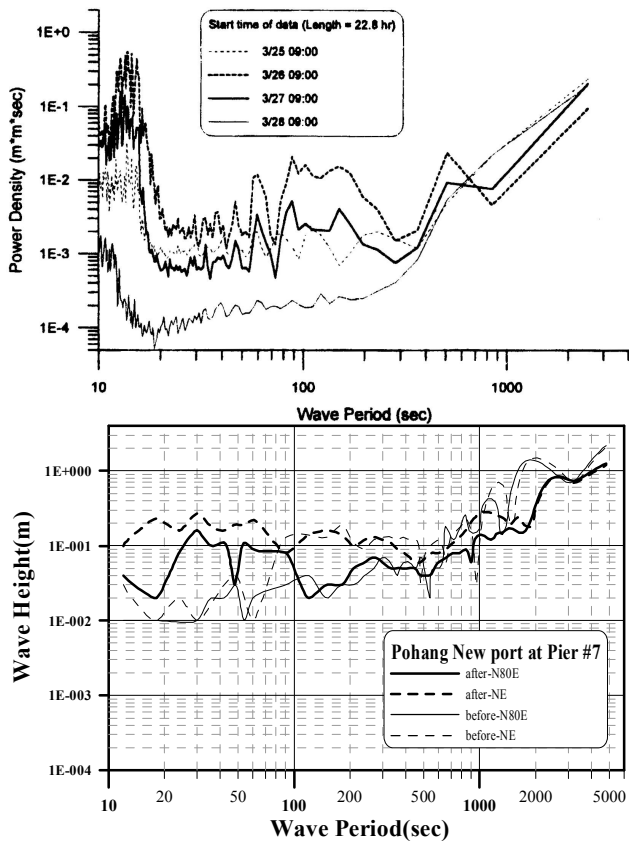 Start time of data (Length = 22.8 hr)
3/25 09:00
3/26 09:00
3/27 09:00
3/28 09:00
Power Density (m*m*sec)
1E+0
1E-1
1E-2
1E-3
1E-4
10
100
1000
Wave Period (sec)
Wave Height(m)
1E+000
1E-001
1E-002
1E-003
1E-004
Pohang New port at Pier #7
after-N80E
after-NE
before-N80E
before-NE
10 20 50 100 200 500 1000 2000 5000
Wave Period(sec)